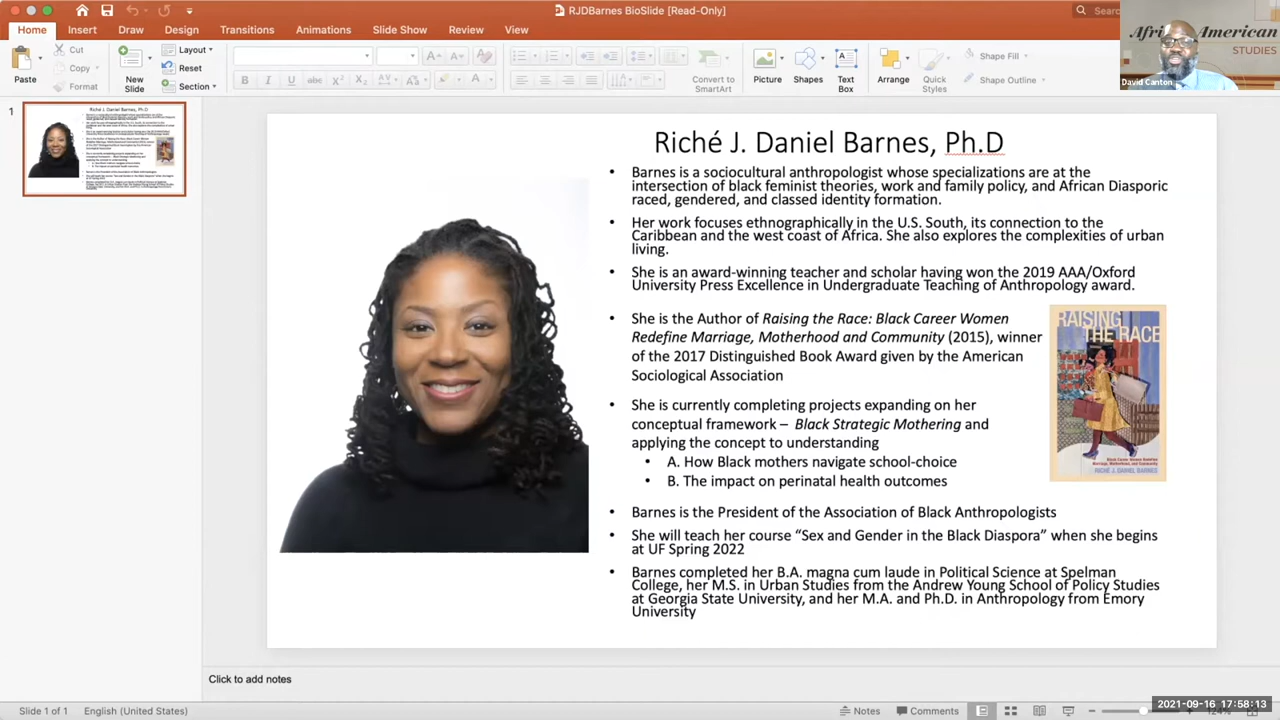 RJDBarnes BioSlide [Read-Only]
Home Insert Draw Design Transitions Animations Slide Show Review View
African American
STUDIES
David Canton
Paste
Cut
Copy
Format
New
Slide
Layout
Reset
Section
Convert to
SmartArt
Picture
Shapes
Text
Box
Arrange
Quick
Styles
Shape Fill
Shape Outline
1
Riché J. Daniel Barnes, Ph.D
• Barnes is a sociocultural anthropologist whose specializations are at the
intersection of black feminist theories, work and family policy, and African Diasporic
raced, gendered, and classed identity formation.
• Her work focuses ethnographically in the U.S. South, its connection to the
Caribbean and the west coast of Africa. She also explores the complexities of urban
living.
• She is an award-winning teacher and scholar having won the 2019 AAA/Oxford
University Press Excellence in Undergraduate Teaching of Anthropology award.
• She is the Author of Raising the Race: Black Career Women
Redefine Marriage, Motherhood and Community (2015), winner
of the 2017 Distinguished Book Award given by the American
Sociological Association
• She is currently completing projects expanding on her
conceptual framework – Black Strategic Mothering and
applying the concept to understanding
• A. How Black mothers navigate school-choice
• B. The impact on perinatal health outcomes
• Barnes is the President of the Association of Black Anthropologists
• She will teach her course “Sex and Gender in the Black Diaspora” when she begins
at UF Spring 2022
• Barnes completed her B.A. magna cum laude in Political Science at Spelman
College, her M.S. in Urban Studies from the Andrew Young School of Policy Studies
at Georgia State University, and her M.A. and Ph.D. in Anthropology from Emory
University
RAISING
THE RACE
Black Career Women Redefine
Marriage, Motherhood, and Community
RICHÉ J. DANIEL BARNES
Click to add notes
Slide 1 of 1 English (United States)
Notes Comments
2021-09-16 17:58:13